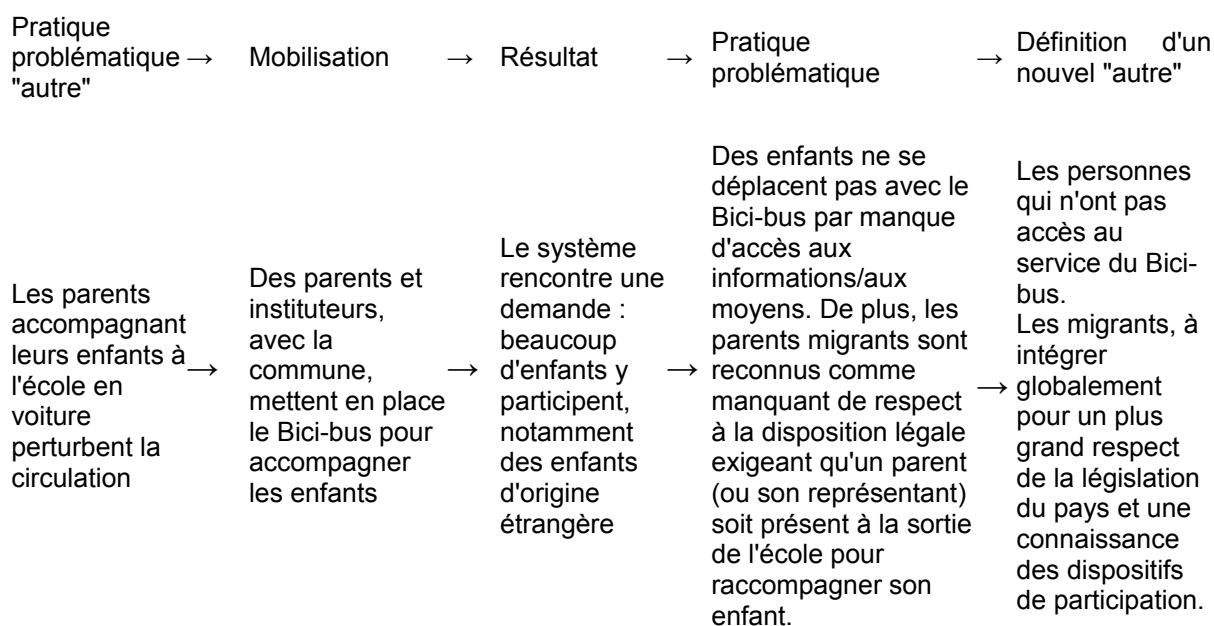 Pratique
problématique →
"autre"
Mobilisation →
Résultat →
Pratique
problématique →
Définition d'un
nouvel "autre"
Les parents
accompagnant
leurs enfants à
l'école en →
voiture
perturbent la
circulation
Des parents et
instituteurs,
avec la
commune, →
mettent en place
le Bici-bus pour
accompagner
les enfants
Le système
rencontre une
demande :
beaucoup
d'enfants y →
participent,
notamment
des enfants
d'origine
étrangère
Des enfants ne se
déplacent pas avec le
Bici-bus par manque
d'accès aux
informations/aux
moyens. De plus, les
parents migrants sont
reconnus comme
manquant de respect →
à la disposition légale
exigeant qu'un parent
(ou son représentant)
soit présent à la sortie
de l'école pour
raccompagner son
enfant.
Les personnes
qui n'ont pas
accès au
service du Bici-
bus.
Les migrants, à
intégrer
globalement
pour un plus
grand respect
de la législation
du pays et une
connaissance
des dispositifs
de participation.